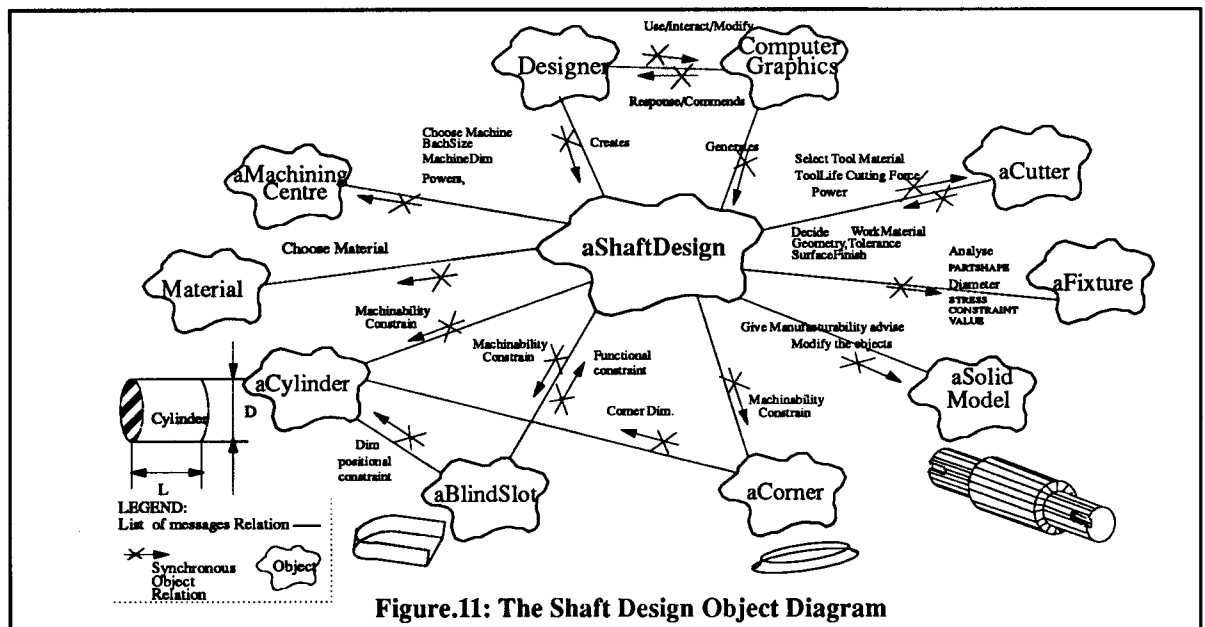 Use/Interact/Modify
Designer
Computer
Graphics
Response/Commends
Choose Machine
BachSize
MachineDim
Powers,
Creates
Generates
Select Tool Material
ToolLife Cutting Force
Power
aMachining
Centre
aCutter
aShaftDesign
Decide Work Material
Geometry,Tolerance
SurfaceFinish
Choose Material
Material
Analyse
PARTSHAPE
Diameter
STRESS
CONSTRAINT
VALUE
aFixture
Machinability
Constrain
Machinability
Constrain
Functional
constraint
Give Manufasturability advise
Modify the objects
aCylinder
aSolid
Model
Cylinder
D
L
Corner Dim.
Machinability
Constrain
Dim
positional
constraint
aBlindSlot
aCorner
LEGEND:
List of messages Relation
Synchronous
Object
Relation
Object
Figure.11: The Shaft Design Object Diagram